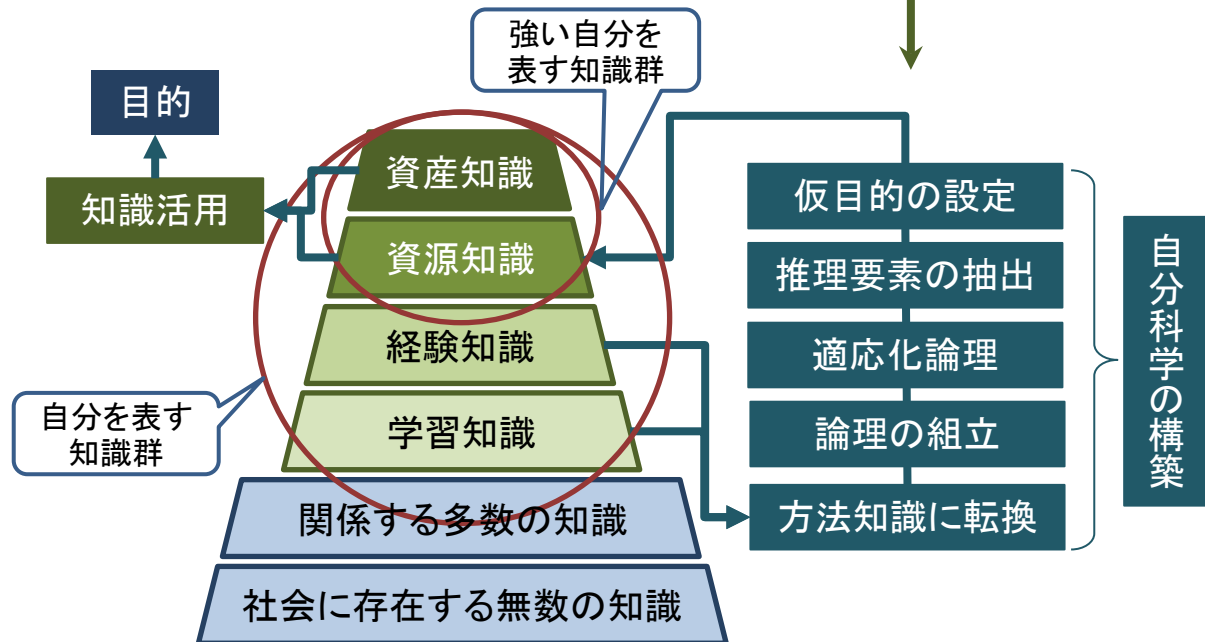 強い自分を
表す知識群
目的
知識活用
資産知識
資源知識
経験知識
学習知識
関係する多数の知識
社会に存在する無数の知識
自分を表す
知識群
仮目的の設定
推理要素の抽出
適応化論理
論理の組立
方法知識に転換
自分科学の構築